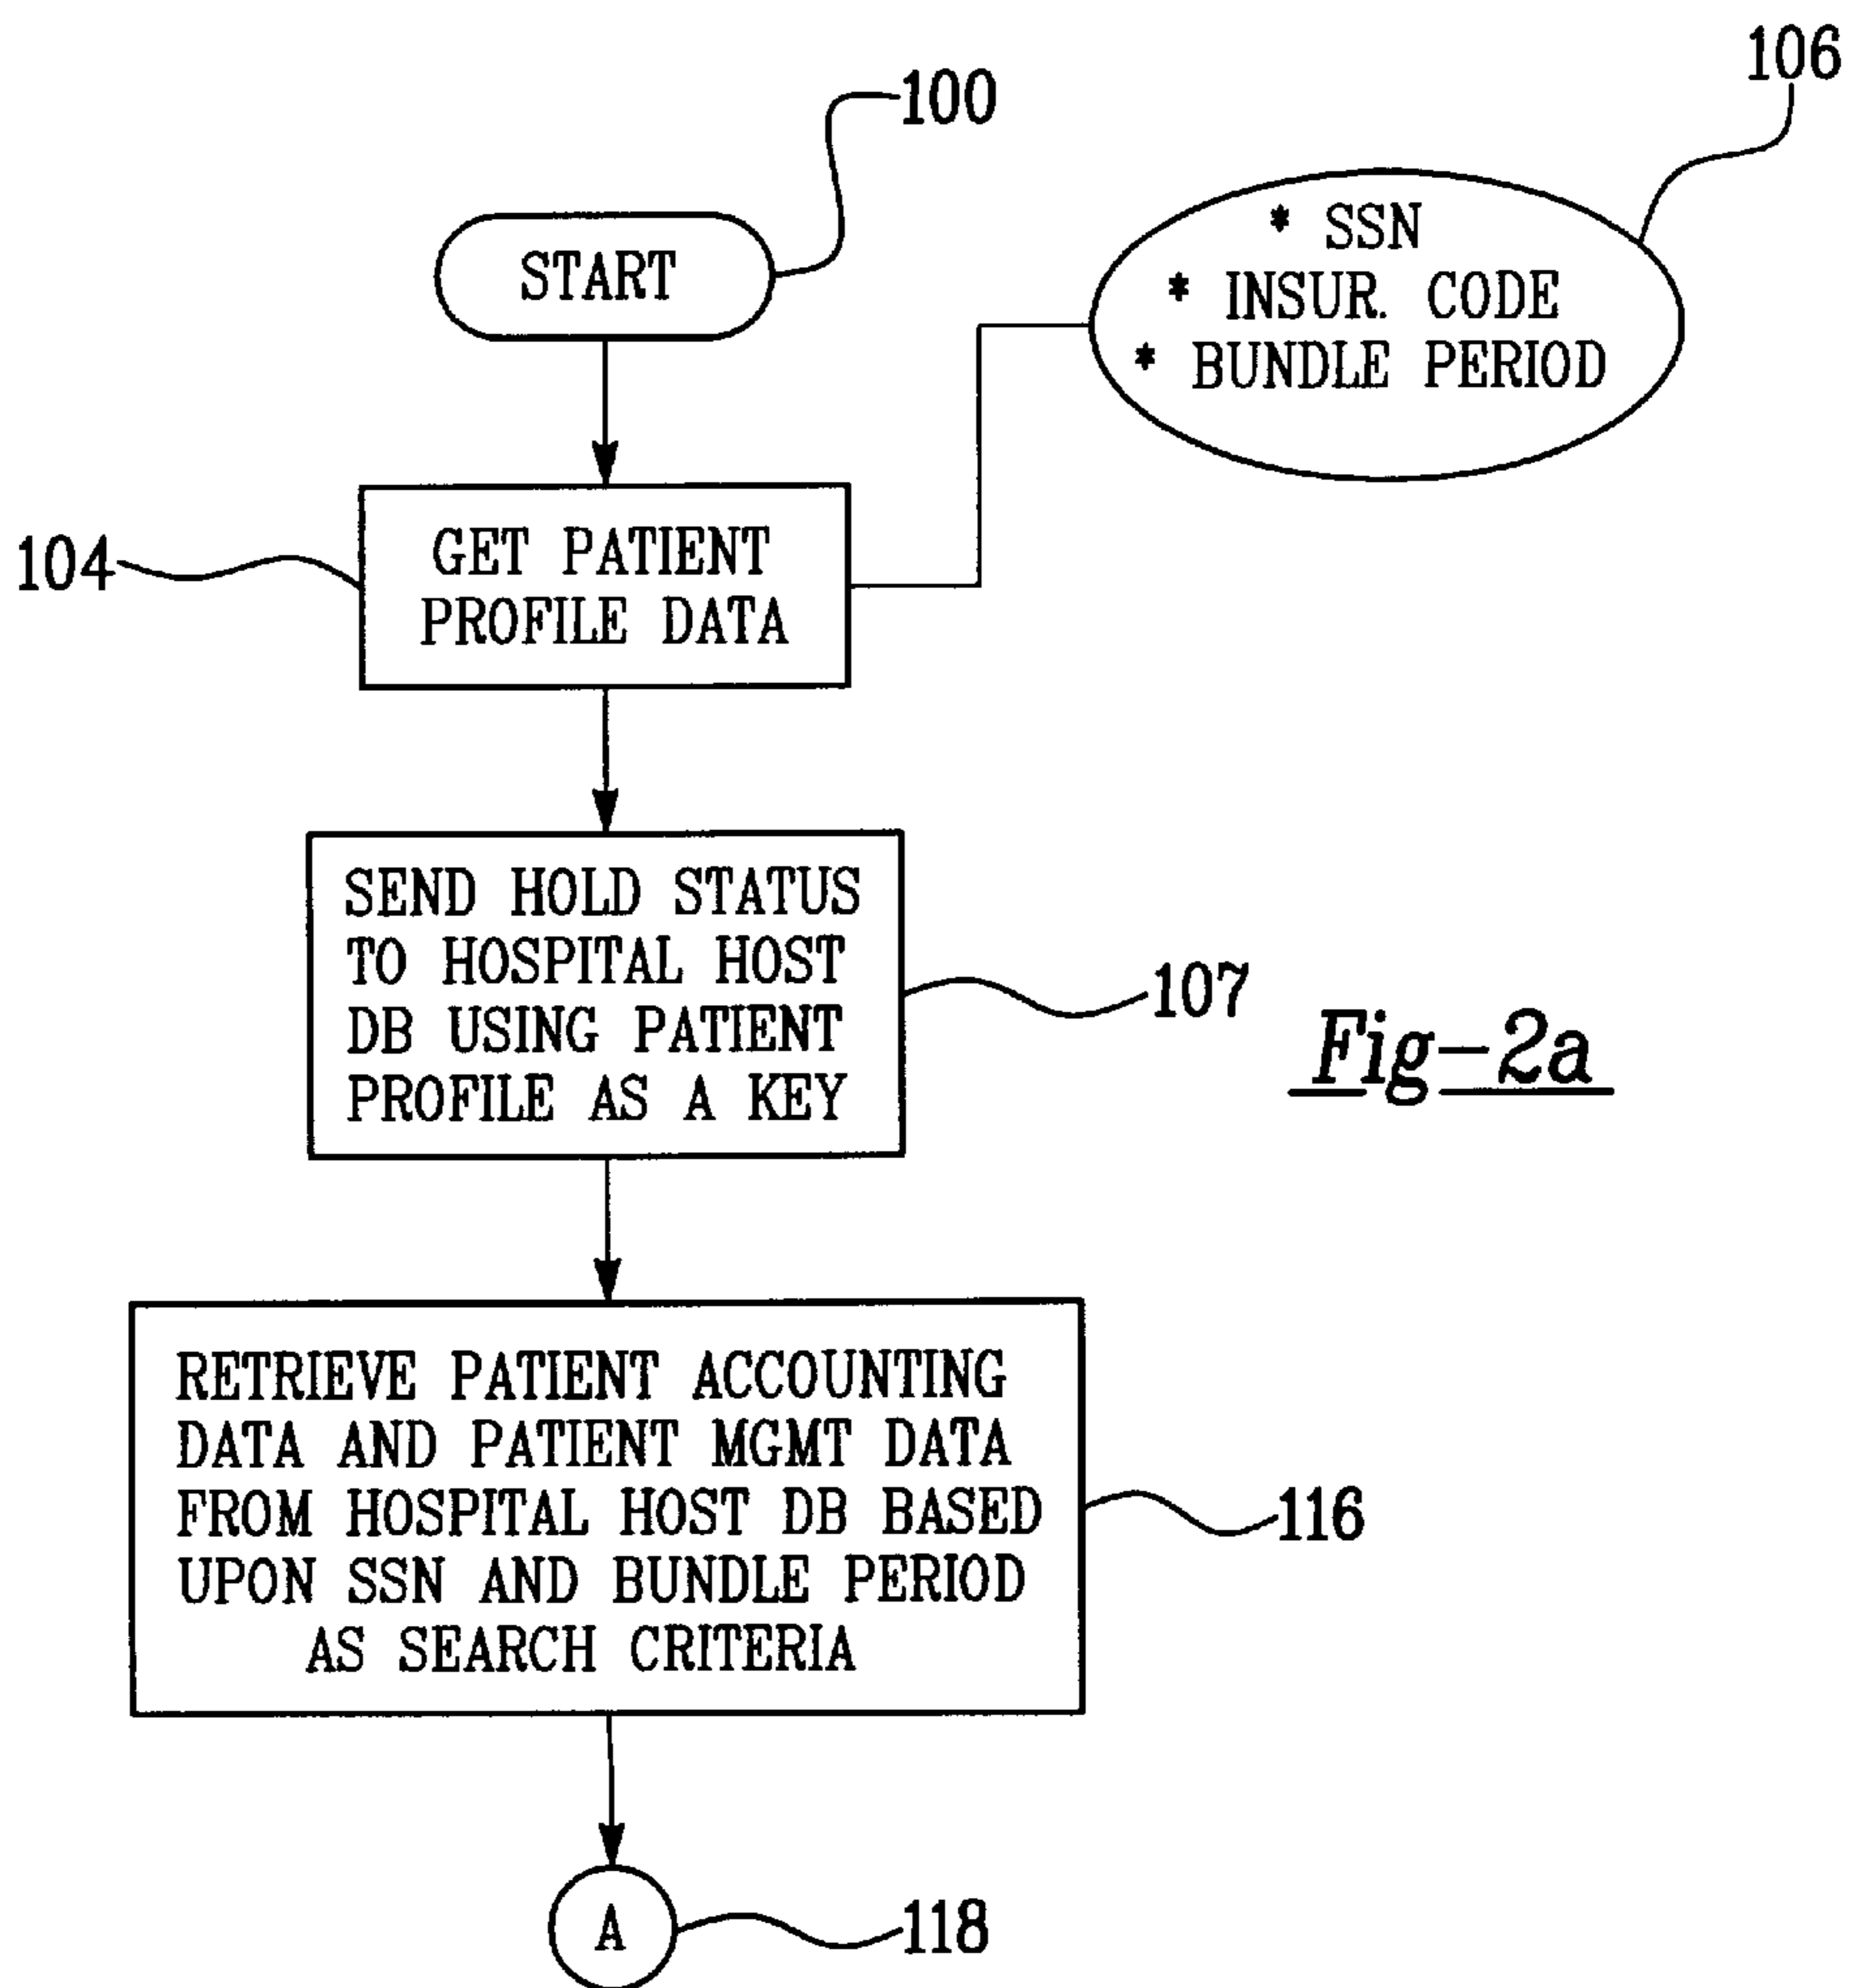 106
100
* SSN
* INSUR. CODE
* BUNDLE PERIOD
START
104
GET PATIENT
PROFILE DATA
SEND HOLD STATUS
TO HOSPITAL HOST
DB USING PATIENT
PROFILE AS A KEY
107
Fig-2a
RETRIEVE PATIENT ACCOUNTING
DATA AND PATIENT MGMT DATA
FROM HOSPITAL HOST DB BASED
UPON SSN AND BUNDLE PERIOD
AS SEARCH CRITERIA
116
A
118